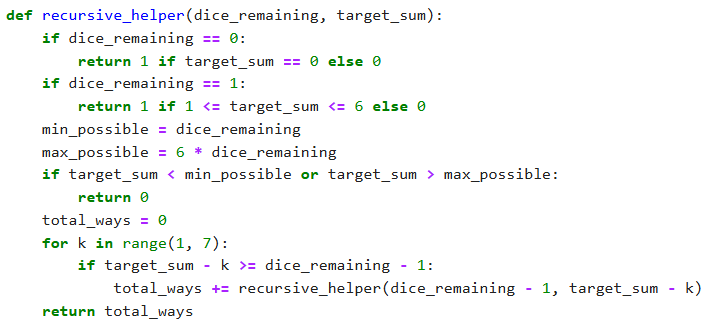 def recursive_helper(dice_remaining, target_sum):
    if dice_remaining == 0:
        return 1 if target_sum == 0 else 0
    if dice_remaining == 1:
        return 1 if 1 <= target_sum <= 6 else 0
    min_possible = dice_remaining
    max_possible = 6 * dice_remaining
    if target_sum < min_possible or target_sum > max_possible:
        return 0
    total_ways = 0
    for k in range(1, 7):
        if target_sum - k >= dice_remaining - 1:
            total_ways += recursive_helper(dice_remaining - 1, target_sum - k)
    return total_ways